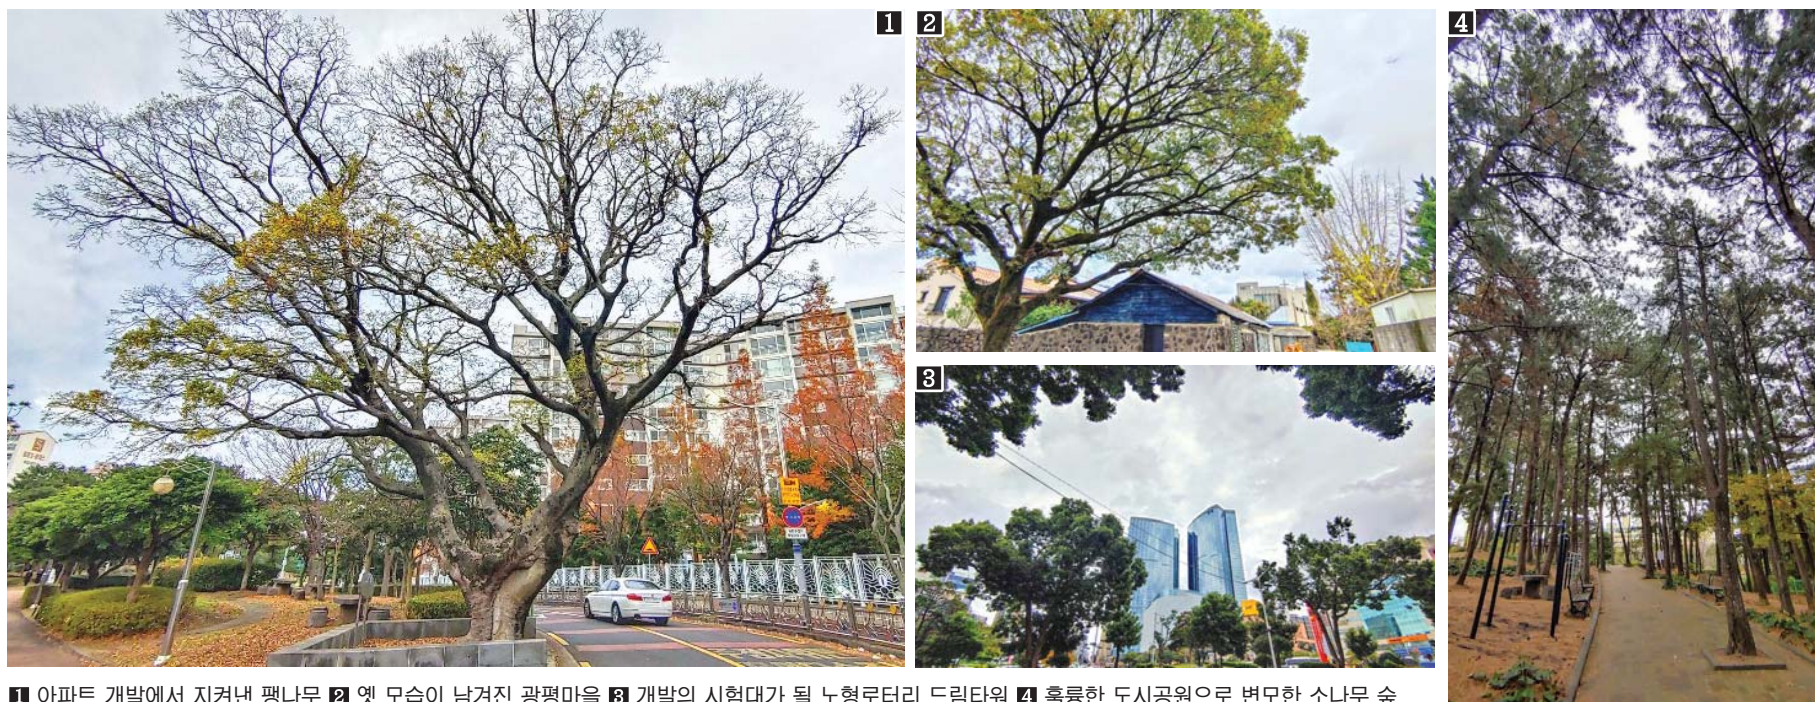 1
2
3
4
1 아파트 개발에서 지켜낸 팽나무 2 옛 모습이 남겨진 광평마을 3 개발의 시험대가 될 노형로터리 드림타워 4 훌륭한 도시공원으로 변모한 소나무 숲